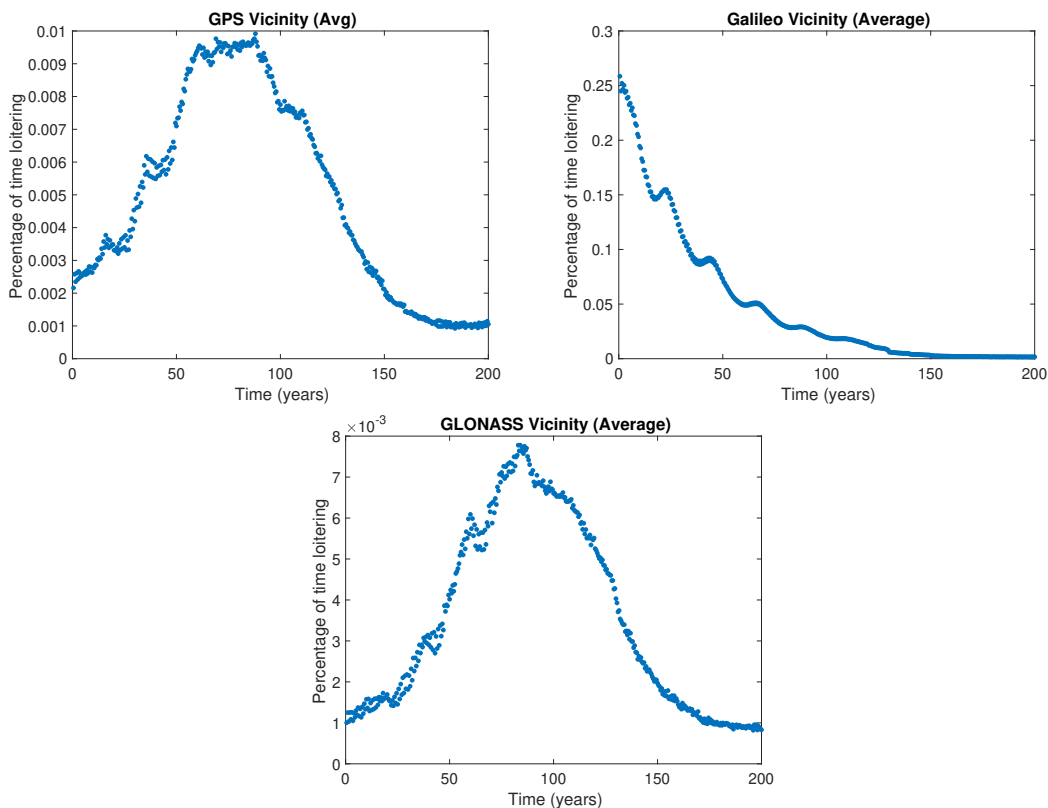 GPS Vicinity (Avg)
Percentage of time loitering
0.01
0.009
0.008
0.007
0.006
0.005
0.004
0.003
0.002
0.001
0
0 50 100 150 200
Time (years)
Galileo Vicinity (Average)
Percentage of time loitering
0.3
0.25
0.2
0.15
0.1
0.05
0
0 50 100 150 200
Time (years)
GLONASS Vicinity (Average)
×10⁻³
Percentage of time loitering
8
7
6
5
4
3
2
1
0
0 50 100 150 200
Time (years)